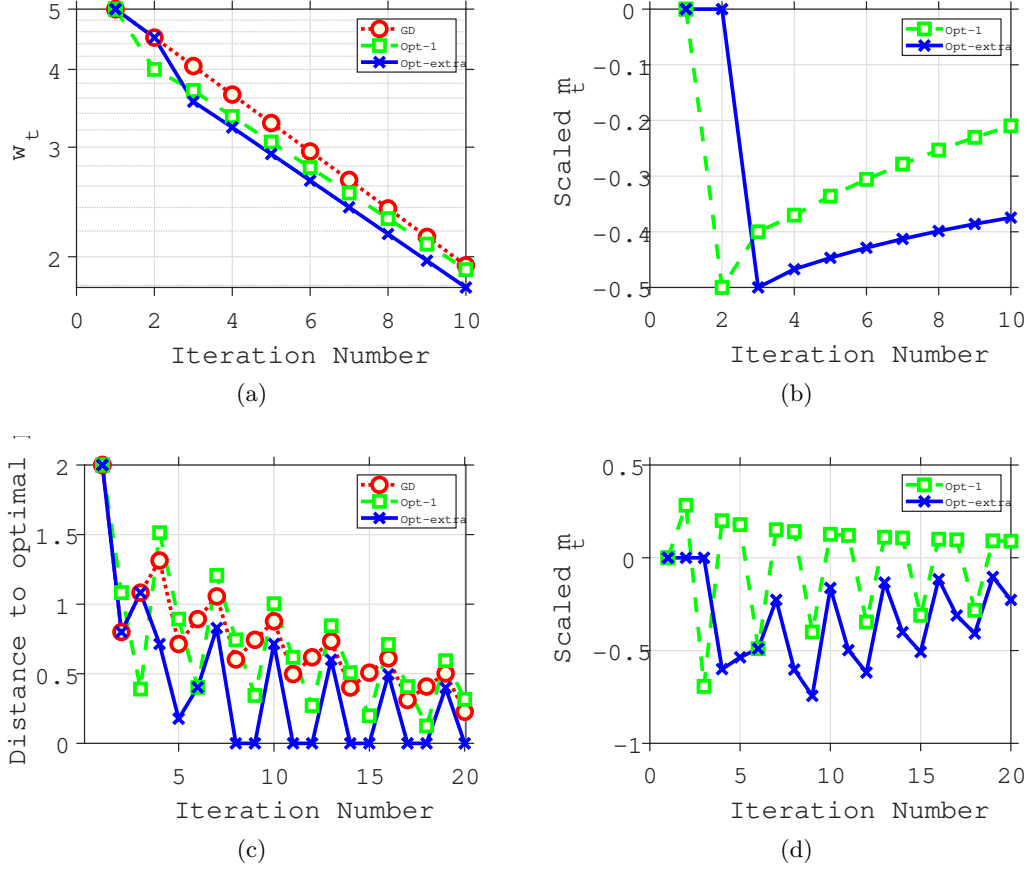 5
4
3
2
w_t
0 2 4 6 8 10
Iteration Number
GD
Opt-1
Opt-extra
(a)
0
-0.1
-0.2
-0.3
-0.4
-0.5
Scaled m_t
0 2 4 6 8 10
Iteration Number
Opt-1
Opt-extra
(b)
2
1.5
1
0.5
0
Distance to optimal
5 10 15 20
Iteration Number
GD
Opt-1
Opt-extra
(c)
0.5
0
-0.5
-1
Scaled m_t
0 5 10 15 20
Iteration Number
Opt-1
Opt-extra
(d)